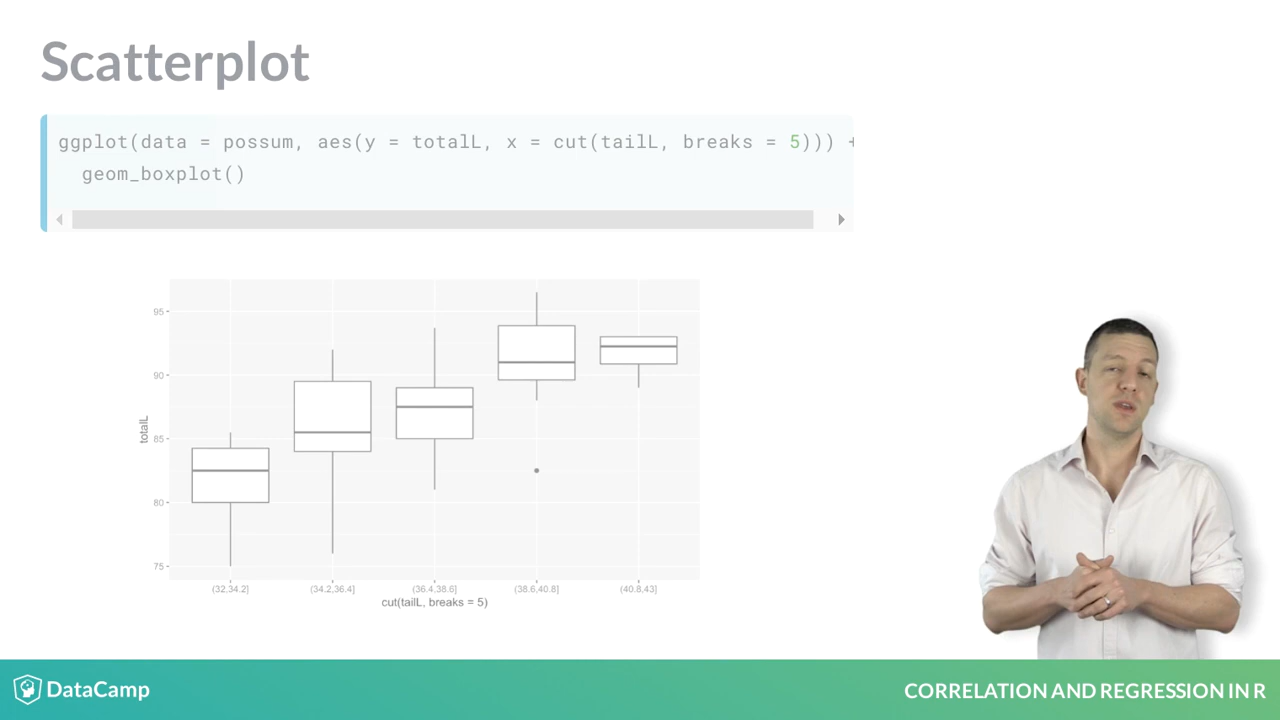 Scatterplot
ggplot(data = possum, aes(y = totalL, x = cut(tailL, breaks = 5))) +
geom_boxplot()
95
90
85
80
75
totalL
(32,34.2]
(34.2,36.4]
(36.4,38.6]
(38.6,40.8]
(40.8,43]
cut(tailL, breaks = 5)
DataCamp
CORRELATION AND REGRESSION IN R